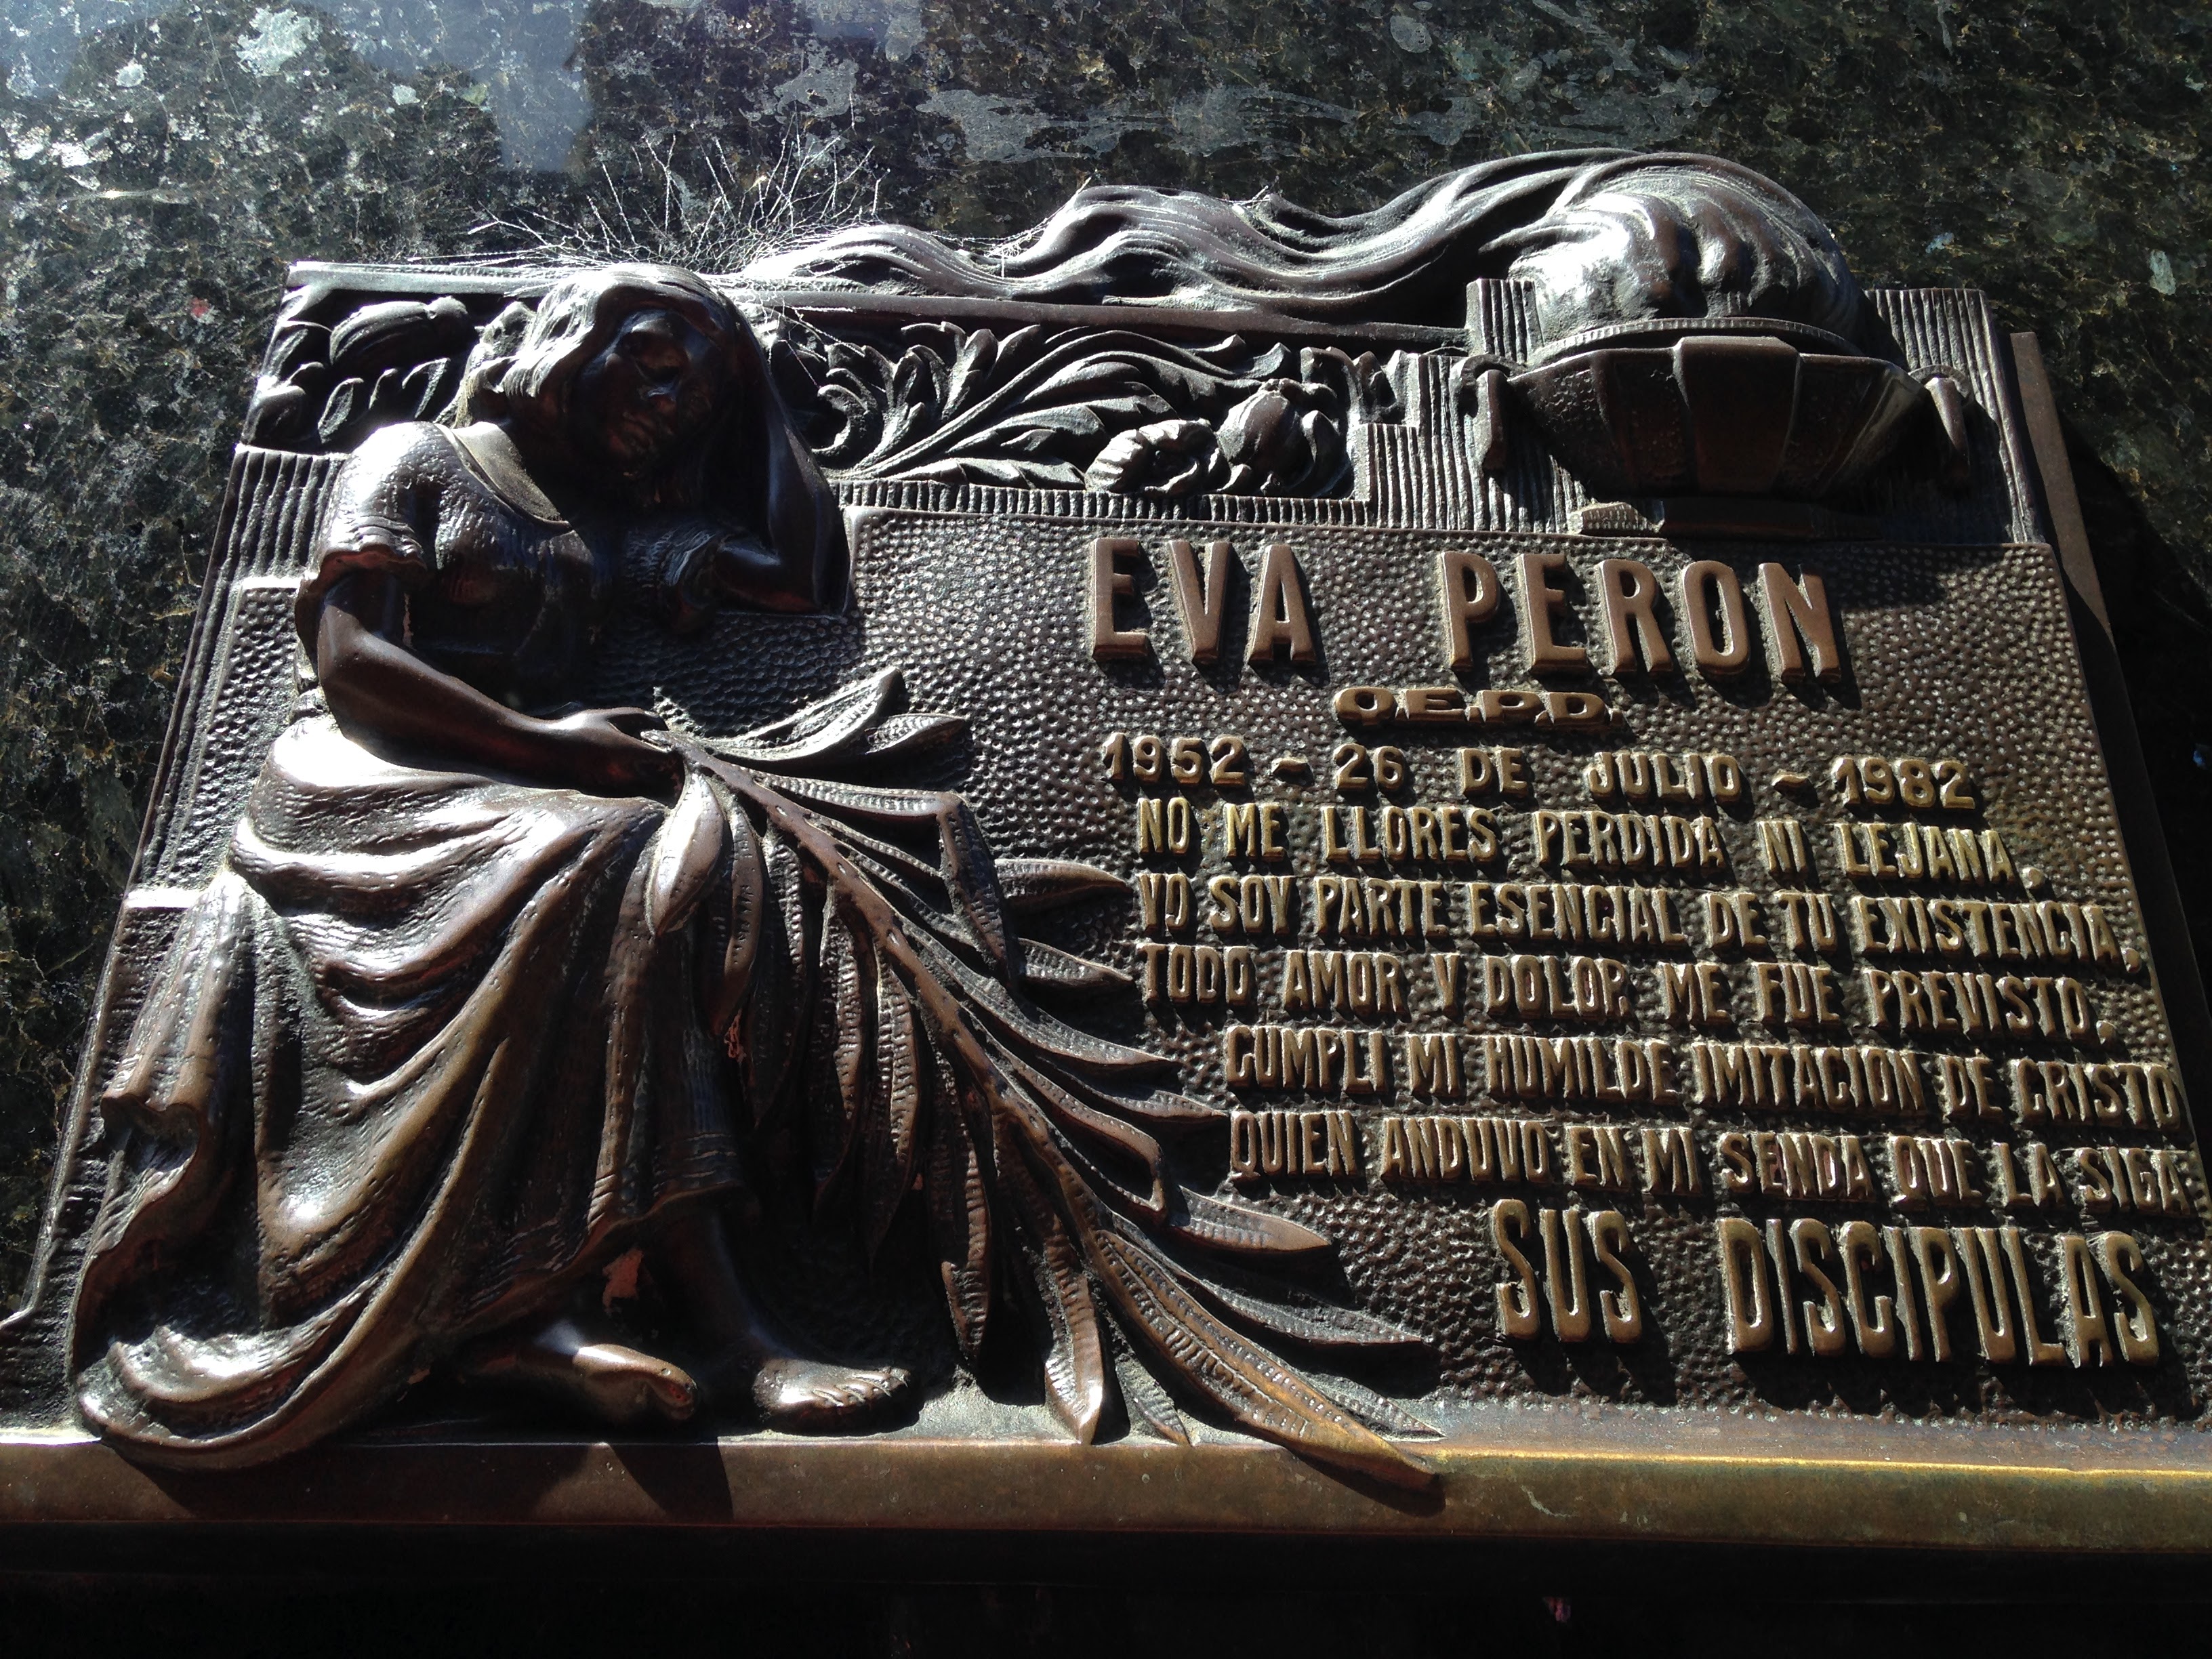 EVA PERON
Q.E.P.D.
1952 - 26 DE JULIO - 1982
NO ME LLORES PERDIDA NI LEJANA,
YO SOY PARTE ESENCIAL DE TU EXISTENCIA,
TODO AMOR Y DOLOR ME FUE PREVISTO,
CUMPLI MI HUMILDE IMITACION DE CRISTO
QUIEN ANDUVO EN MI SENDA QUE LA SIGA
SUS DISCIPULAS